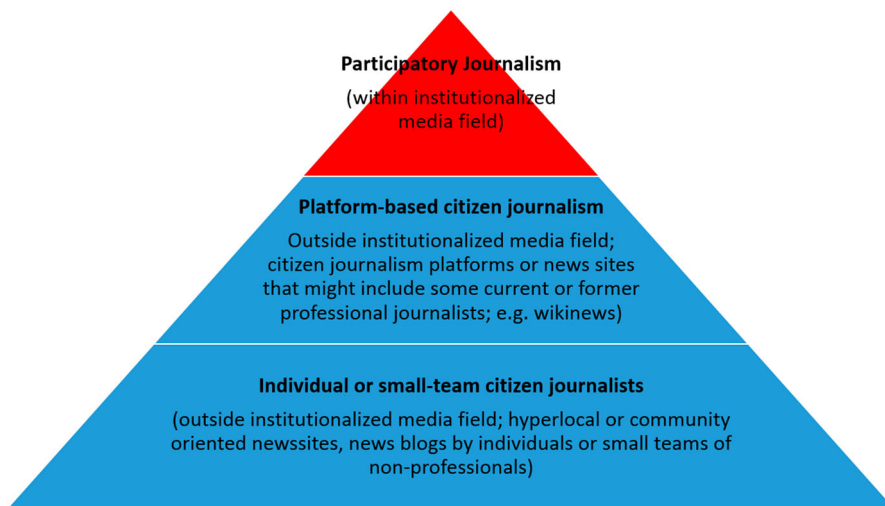 Participatory Journalism
(within institutionalized
media field)
Platform-based citizen journalism
Outside institutionalized media field;
citizen journalism platforms or news sites
that might include some current or former
professional journalists; e.g. wikinews)
Individual or small-team citizen journalists
(outside institutionalized media field; hyperlocal or community
oriented newssites, news blogs by individuals or small teams of
non-professionals)